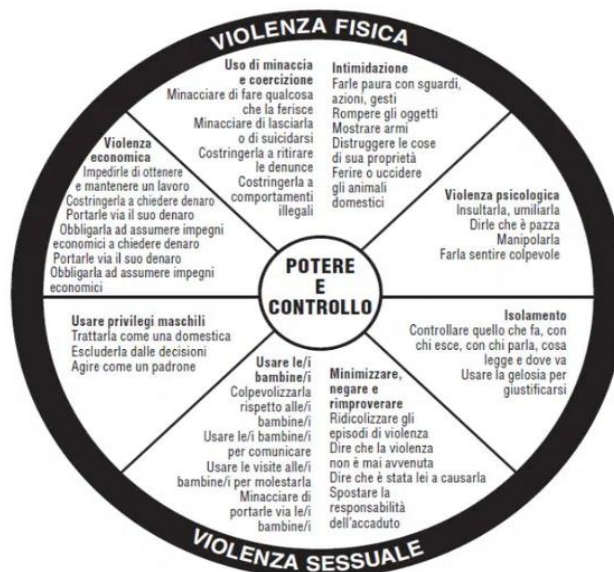 VIOLENZA FISICA
Uso di minaccia
e coercizione
Minacciare di fare qualcosa
che la ferisce
Minacciare di lasciarla
o di suicidarsi
Costringerla a ritirare
le denunce
Costringerla a
comportamenti
illegali
Intimidazione
Farle paura con sguardi,
azioni, gesti
Rompere gli oggetti
Mostrare armi
Distruggere le cose
di sua proprietà
Ferire o uccidere
gli animali
domestici
Violenza
economica
Impedirle di ottenere
e mantenere un lavoro
Costringerla a chiedere denaro
Portarle via il suo denaro
Obbligarla ad assumere impegni
economici a chiedere denaro
Portarle via il suo denaro
Obbligarla ad assumere impegni
economici
Violenza psicologica
Insultarla, umiliarla
Dirle che è pazza
Manipolarla
Farla sentire colpevole
POTERE
E
CONTROLLO
Usare privilegi maschili
Trattarla come una domestica
Escluderla dalle decisioni
Agire come un padrone
Isolamento
Controllare quello che fa, con
chi esce, con chi parla, cosa
legge e dove va
Usare la gelosia per
giustificarsi
Usare le/i
bambine/i
Colpevolizzarla
rispetto alle/i
bambine/i
Usare le/i bambine/i
per comunicare
Usare le visite alle/i
bambine/i per molestarla
Minacciare di
portarle via le/i
bambine/i
Minimizzare,
negare e
rimproverare
Ridicolizzare gli
episodi di violenza
Dire che la violenza
non è mai avvenuta
Dire che è stata lei a causarla
Spostare la
responsabilità
dell'accaduto
VIOLENZA SESSUALE